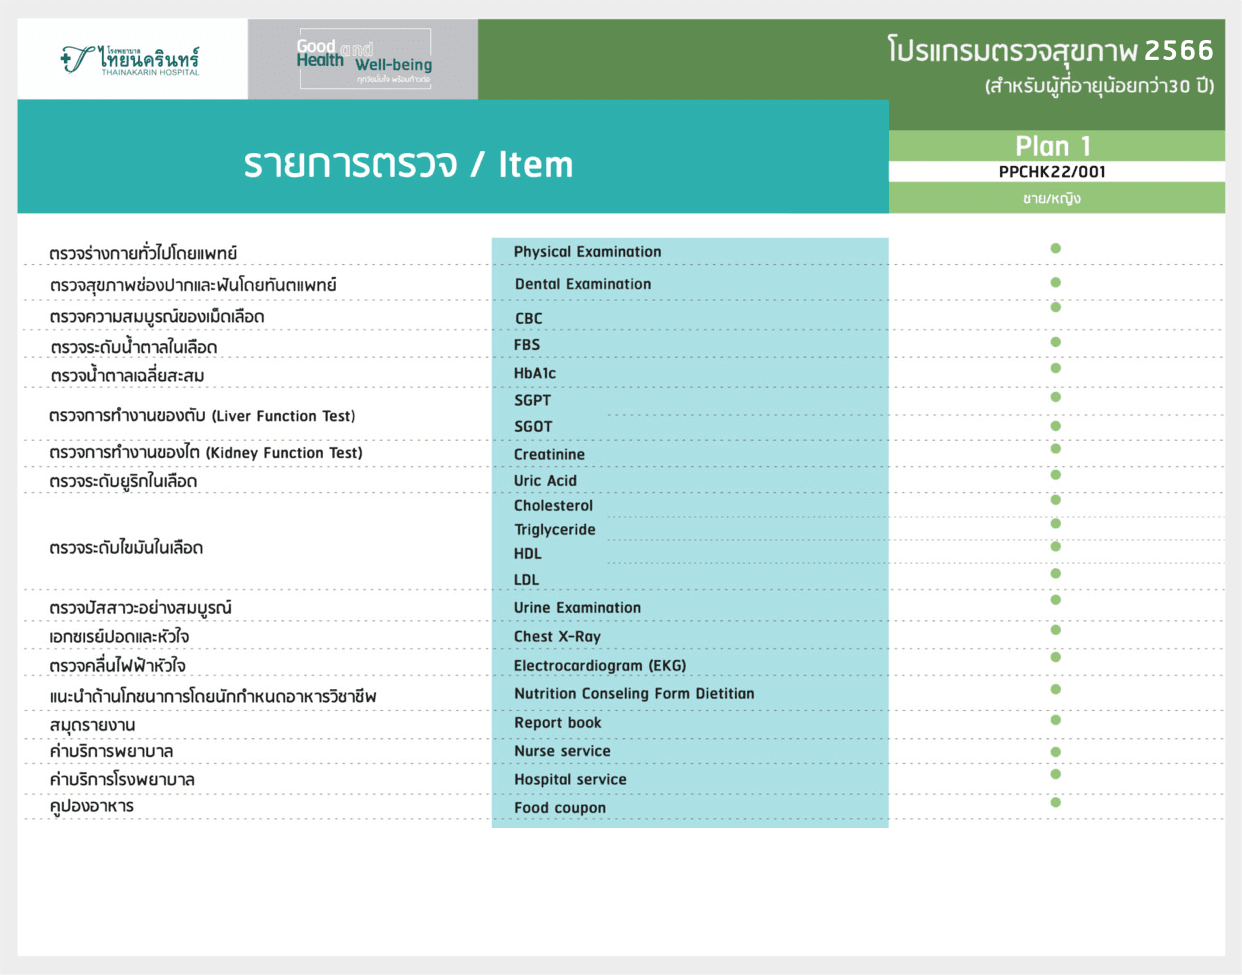 โรงพยาบาล
ไทยนครินทร์
THAINAKARIN HOSPITAL
Good and
Health Well-being
โปรแกรมตรวจสุขภาพ 2566
(สำหรับผู้ที่อายุน้อยกว่า30 ปี)
รายการตรวจ / Item
Plan 1
PPCHK22/001
ชาย/หญิง
ตรวจร่างกายทั่วไปโดยแพทย์ Physical Examination
ตรวจสุขภาพช่องปากและฟันโดยทันตแพทย์ Dental Examination
ตรวจความสมบูรณ์ของเม็ดเลือด CBC
ตรวจระดับน้ำตาลในเลือด FBS
ตรวจน้ำตาลเฉลี่ยสะสม HbA1c
ตรวจการทำงานของตับ (Liver Function Test) SGPT
SGOT
ตรวจการทำงานของไต (Kidney Function Test) Creatinine
ตรวจระดับยูริกในเลือด Uric Acid
ตรวจระดับไขมันในเลือด Cholesterol
Triglyceride
HDL
LDL
ตรวจปัสสาวะอย่างสมบูรณ์ Urine Examination
เอกซเรย์ปอดและหัวใจ Chest X-Ray
ตรวจคลื่นไฟฟ้าหัวใจ Electrocardiogram (EKG)
แนะนำด้านโภชนาการโดยนักกำหนดอาหารวิชาชีพ Nutrition Conseling Form Dietitian
สมุดรายงาน Report book
ค่าบริการพยาบาล Nurse service
ค่าบริการโรงพยาบาล Hospital service
คูปองอาหาร Food coupon